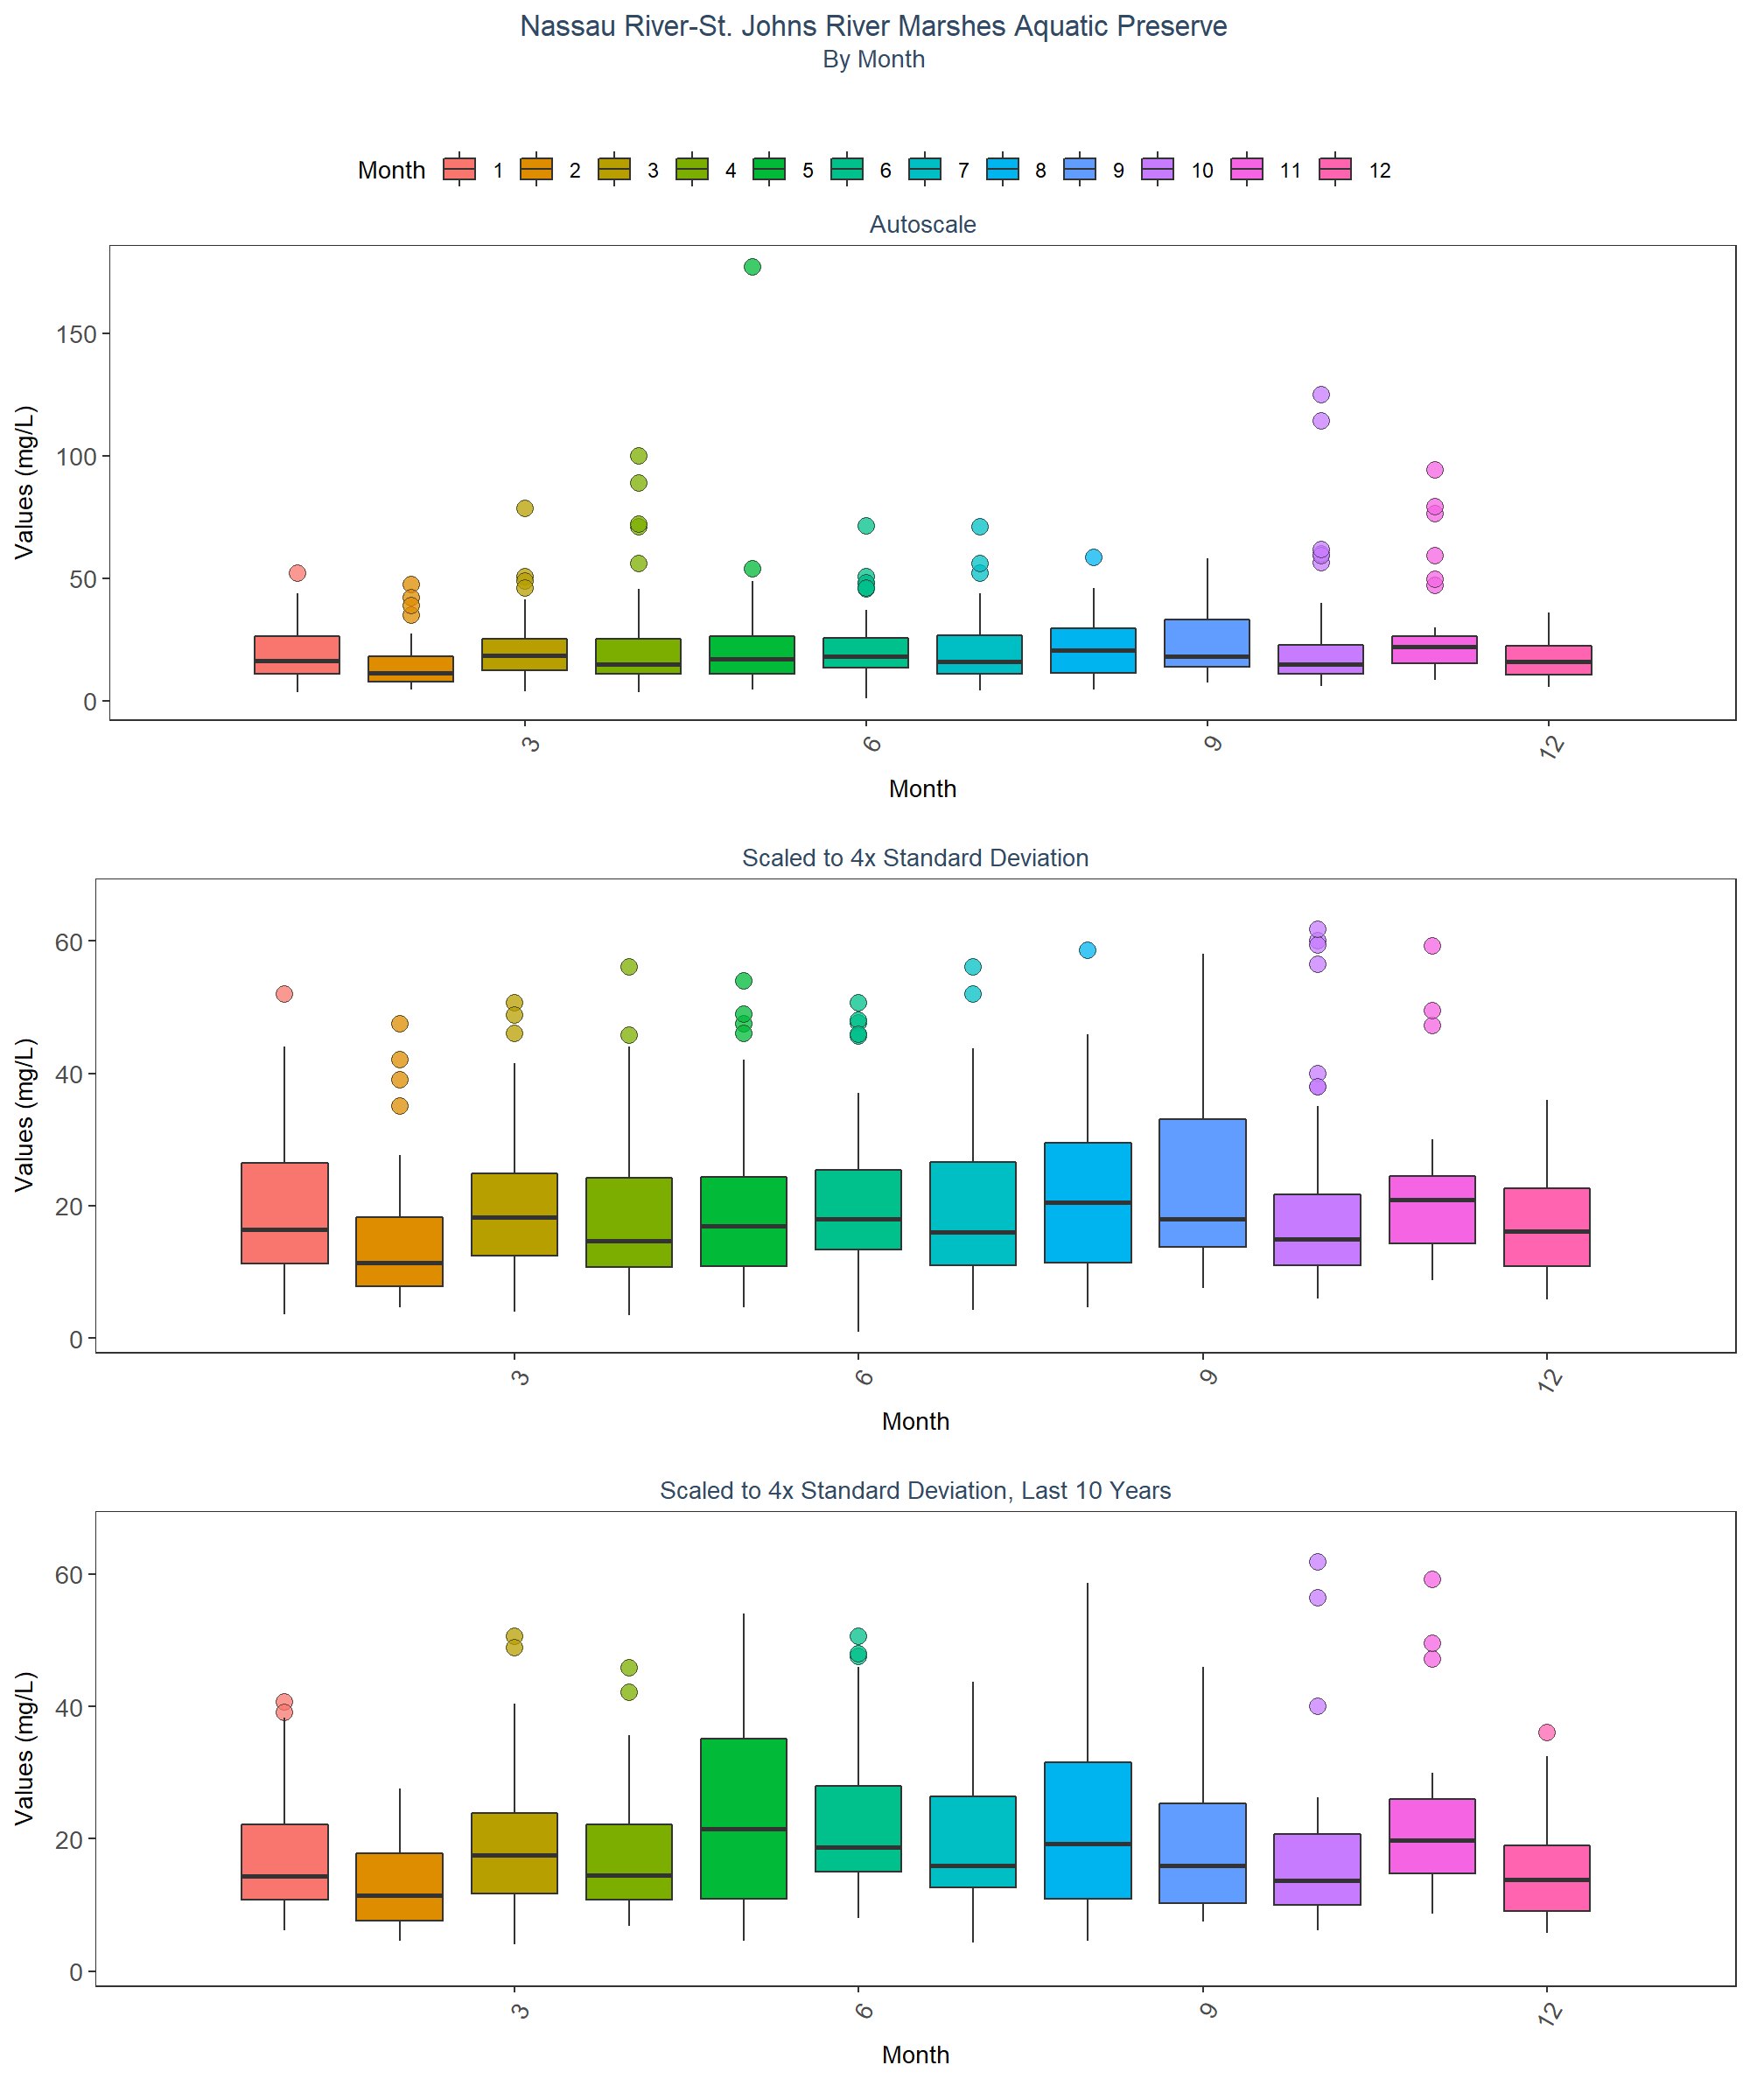 Nassau River-St. Johns River Marshes Aquatic Preserve
By Month
Month 1 2 3 4 5 6 7 8 9 10 11 12
Autoscale
Values (mg/L)
150
100
50
0
3 6 9 12
Month
Scaled to 4x Standard Deviation
Values (mg/L)
60
40
20
0
3 6 9 12
Month
Scaled to 4x Standard Deviation, Last 10 Years
Values (mg/L)
60
40
20
0
3 6 9 12
Month